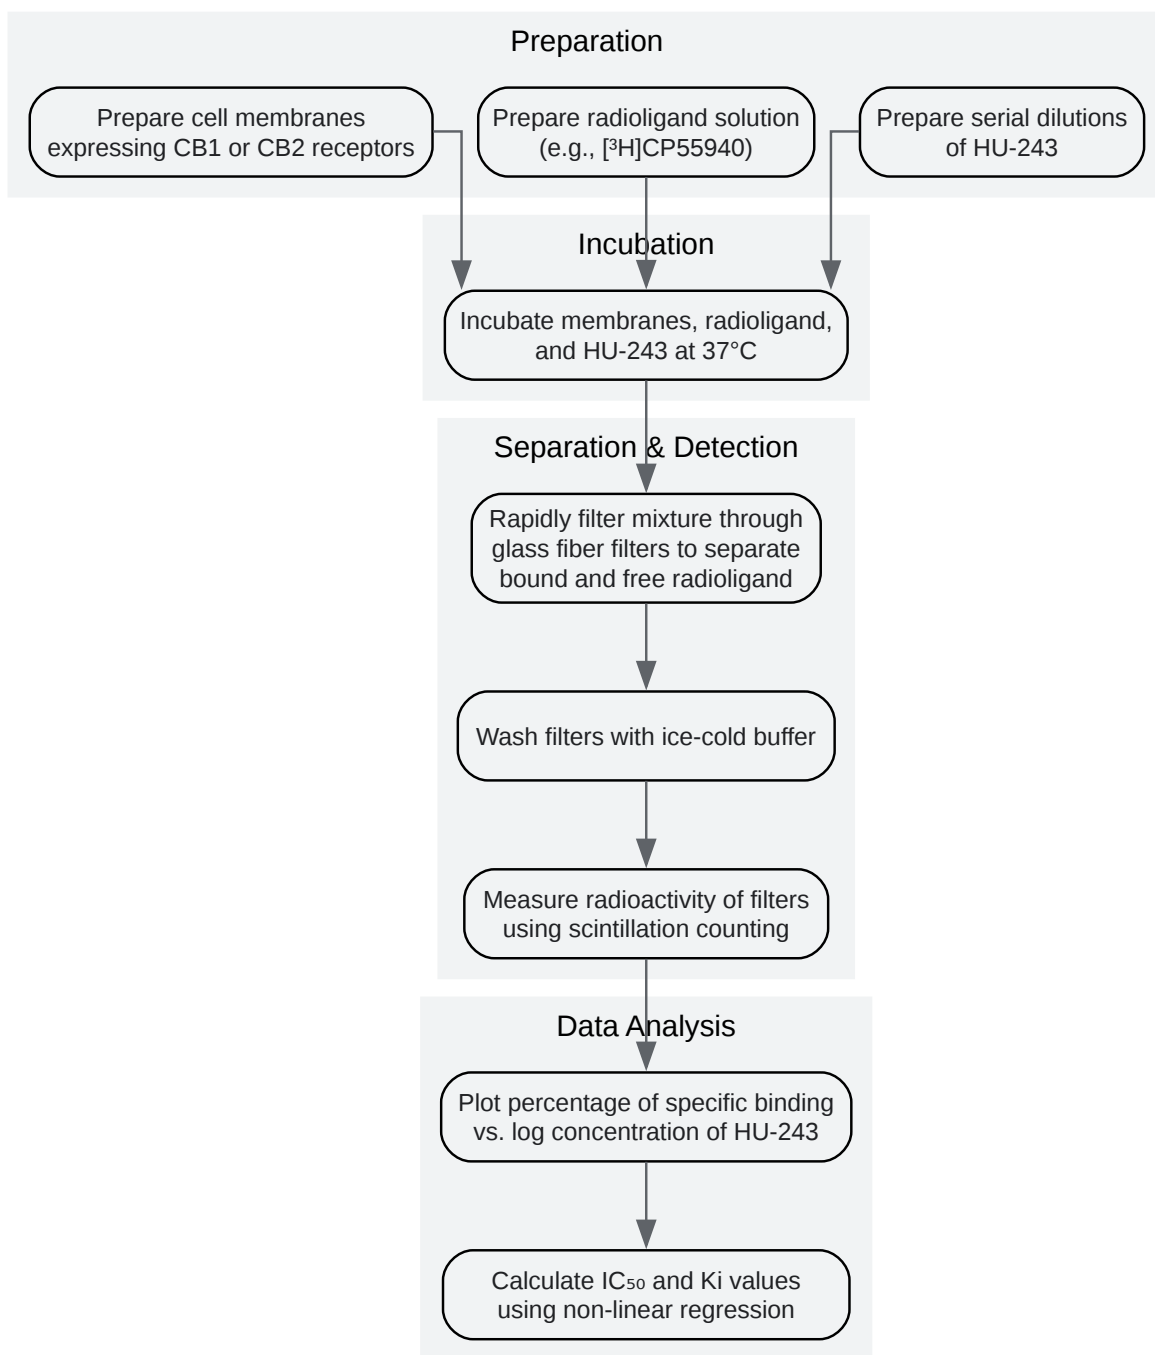 Preparation
Prepare cell membranes
expressing CB1 or CB2 receptors
Prepare radioligand solution
(e.g., [³H]CP55940)
Prepare serial dilutions
of HU-243
Incubation
Incubate membranes, radioligand,
and HU-243 at 37°C
Separation & Detection
Rapidly filter mixture through
glass fiber filters to separate
bound and free radioligand
Wash filters with ice-cold buffer
Measure radioactivity of filters
using scintillation counting
Data Analysis
Plot percentage of specific binding
vs. log concentration of HU-243
Calculate IC₅₀ and Ki values
using non-linear regression